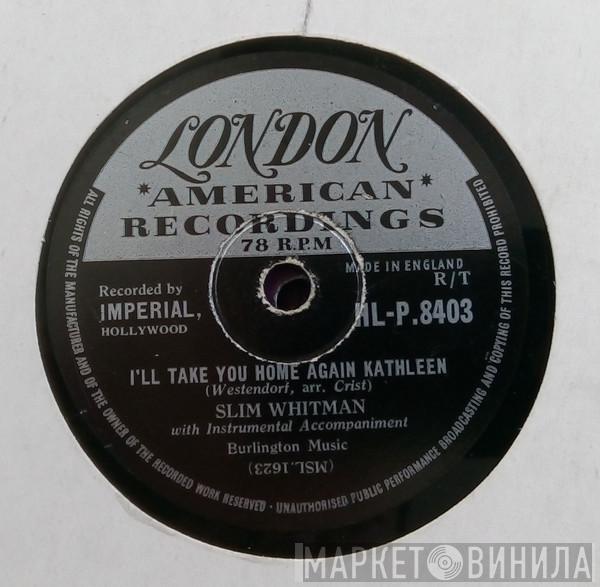 LONDON
*AMERICAN*
RECORDINGS
78 R.P.M
MADE IN ENGLAND
R/T
Recorded by
IMPERIAL,
HOLLYWOOD
HL-P.8403
I'LL TAKE YOU HOME AGAIN KATHLEEN
(Westendorf, arr. Crist)
SLIM WHITMAN
with Instrumental Accompaniment
Burlington Music
(MSL.1623)
ALL RIGHTS OF THE MANUFACTURER AND OF THE OWNER OF THE RECORDED WORK RESERVED · UNAUTHORISED PUBLIC PERFORMANCE BROADCASTING AND COPYING OF THIS RECORD PROHIBITED
МАРКЕТ ВИНИЛА